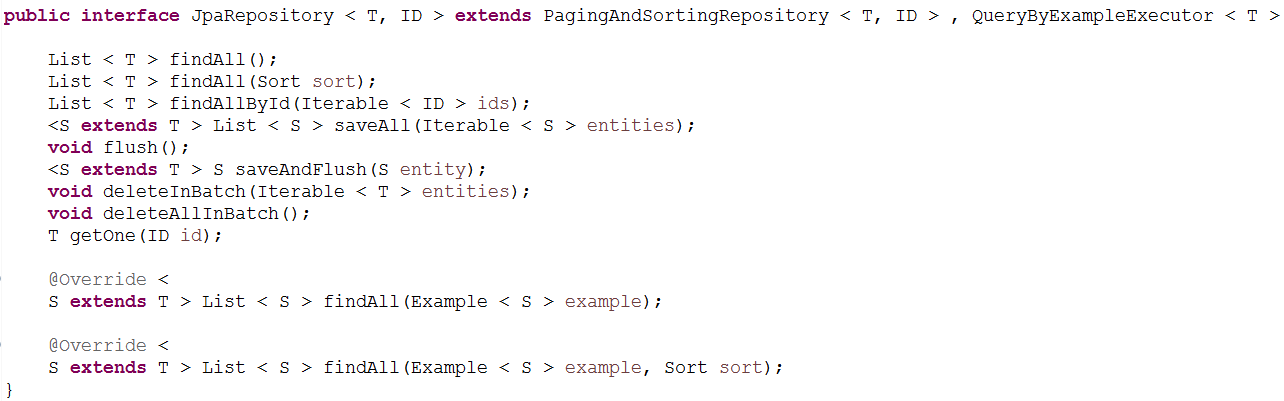 public interface JpaRepository < T, ID > extends PagingAndSortingRepository < T, ID > , QueryByExampleExecutor < T >
List < T > findAll();
List < T > findAll(Sort sort);
List < T > findAllById(Iterable < ID > ids);
<S extends T > List < S > saveAll(Iterable < S > entities);
void flush();
<S extends T > S saveAndFlush(S entity);
void deleteInBatch(Iterable < T > entities);
void deleteAllInBatch();
T getOne(ID id);
@Override <
S extends T > List < S > findAll(Example < S > example);
@Override <
S extends T > List < S > findAll(Example < S > example, Sort sort);
}